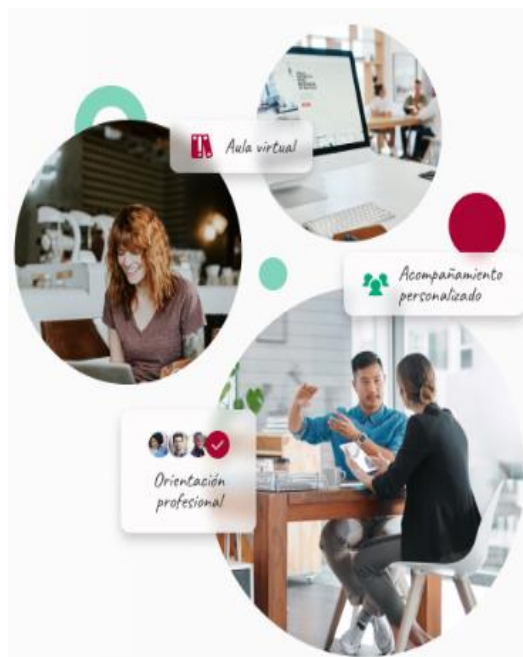 Aula virtual
Acompañamiento
personalizado
Orientación
profesional